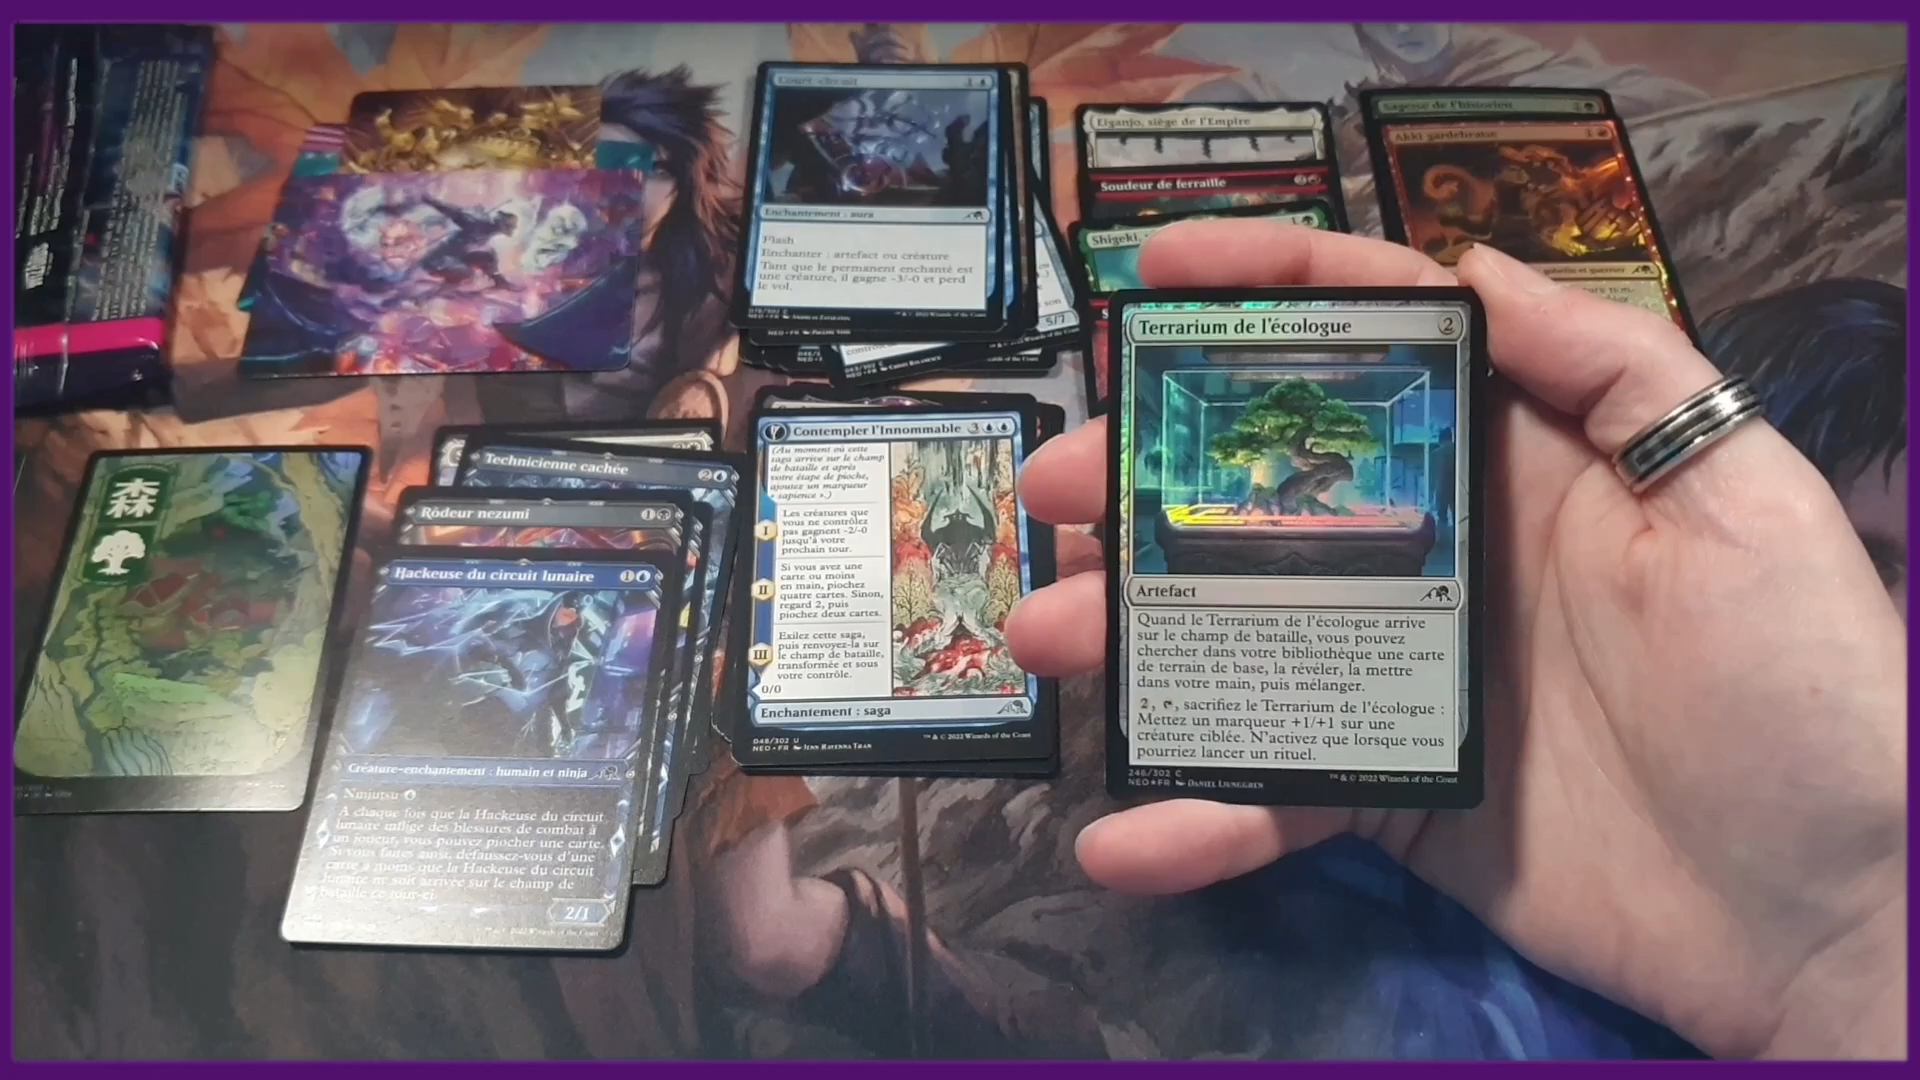 Court-circuit
Enchantement : aura
Flash
Enchanter : artefact ou créature
Tant que le permanent enchanté est
une créature, il gagne -3/-0 et perd
le vol.
5/7
Eiganjo, siège de l'Empire
Soudeur de ferraille
Shigeki,
Sagesse de l'historien
Akki gardebraise
gobelin et guerrier
森
Technicienne cachée
2
Rôdeur nezumi
1
Hackeuse du circuit lunaire
1
Créature-enchantement : humain et ninja
Ninjutsu
À chaque fois que la Hackeuse du circuit
lunaire inflige des blessures de combat à
un joueur, vous pouvez piocher une carte.
Si vous faites ainsi, défaussez-vous d'une
carte à moins que la Hackeuse du circuit
lunaire ne soit arrivée sur le champ de
bataille ce tour-ci.
2/1
Contempler l'Innommable
3
(Au moment où cette
saga arrive sur le champ
de bataille et après
votre étape de pioche,
ajoutez un marqueur
« sapience ».)
I
Les créatures que
vous ne contrôlez
pas gagnent -2/-0
jusqu'à votre
prochain tour.
II
Si vous avez une
carte ou moins
en main, piochez
quatre cartes. Sinon,
regard 2, puis
piochez deux cartes.
III
Exilez cette saga,
puis renvoyez-la sur
le champ de bataille,
transformée et sous
votre contrôle.
0/0
Enchantement : saga
046/302 U
NEO • FR Jenn Ravenna Tran
™ & © 2022 Wizards of the Coast
Terrarium de l'écologue
2
Artefact
Quand le Terrarium de l'écologue arrive
sur le champ de bataille, vous pouvez
chercher dans votre bibliothèque une carte
de terrain de base, la révéler, la mettre
dans votre main, puis mélanger.
2, , sacrifiez le Terrarium de l'écologue :
Mettez un marqueur +1/+1 sur une
créature ciblée. N'activez que lorsque vous
pourriez lancer un rituel.
246/302 C
NEO ★ FR Daniel Ljunggren
™ & © 2022 Wizards of the Coast